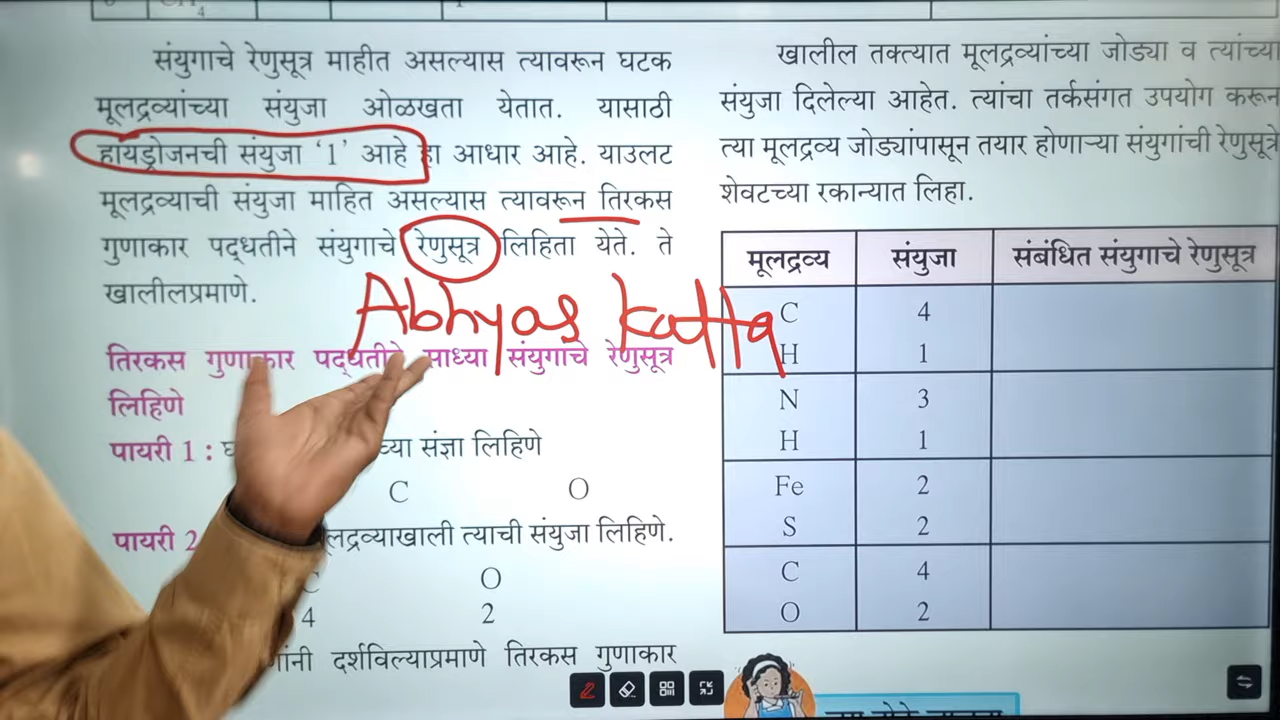 CH4
संयुगाचे रेणुसूत्र माहीत असल्यास त्यावरून घटक
मूलद्रव्यांच्या संयुजा ओळखता येतात. यासाठी
हायड्रोजनची संयुजा ‘1’ आहे हा आधार आहे. याउलट
मूलद्रव्याची संयुजा माहित असल्यास त्यावरून तिरकस
गुणाकार पद्धतीने संयुगाचे रेणुसूत्र लिहिता येते. ते
खालीलप्रमाणे.
Abhyas katta
तिरकस गुणाकार पद्धतीने साध्या संयुगाचे रेणुसूत्र
लिहिणे
पायरी 1 : च्या संज्ञा लिहिणे
C O
पायरी 2 लद्रव्याखाली त्याची संयुजा लिहिणे.
C O
4 2
दर्शविल्याप्रमाणे तिरकस गुणाकार
खालील तक्त्यात मूलद्रव्यांच्या जोड्या व त्यांच्या
संयुजा दिलेल्या आहेत. त्यांचा तर्कसंगत उपयोग करून
त्या मूलद्रव्य जोड्यांपासून तयार होणाऱ्या संयुगांची रेणुसूत्रे
शेवटच्या रकान्यात लिहा.
मूलद्रव्य संयुजा संबंधित संयुगाचे रेणुसूत्र
C 4
H 1
N 3
H 1
Fe 2
S 2
C 4
O 2